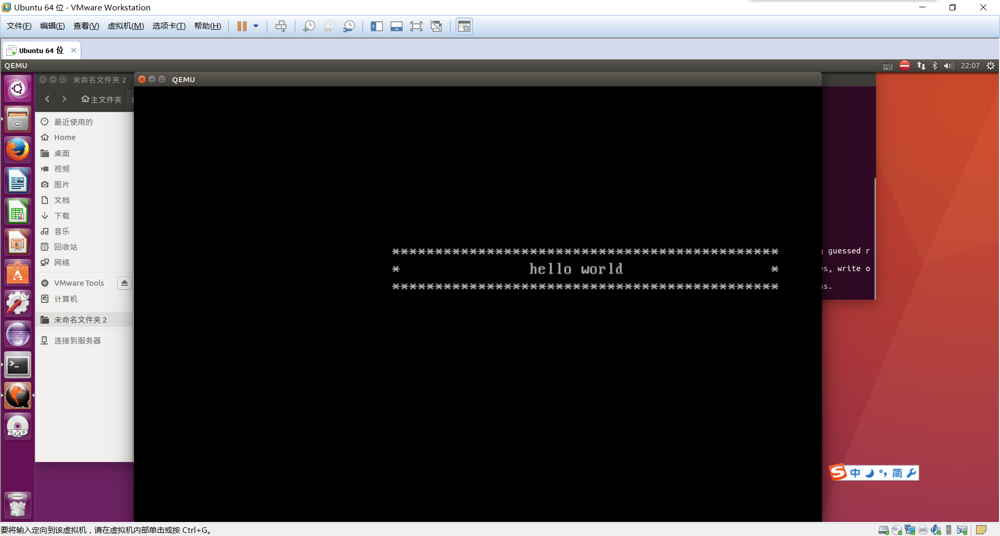 Ubuntu 64 位 - VMware Workstation
文件(F) 编辑(E) 查看(V) 虚拟机(M) 选项卡(T) 帮助(H)
Ubuntu 64 位
QEMU 22:07
未命名文件夹 2
QEMU
主文件夹
最近使用的
Home
桌面
视频
图片
文档
下载
音乐
回收站
网络
VMware Tools
计算机
未命名文件夹 2
连接到服务器
*********************************************
* hello world *
*********************************************
guessed r
, write o
DVD
中 简
要将输入定向到该虚拟机，请在虚拟机内部单击或按 Ctrl+G。